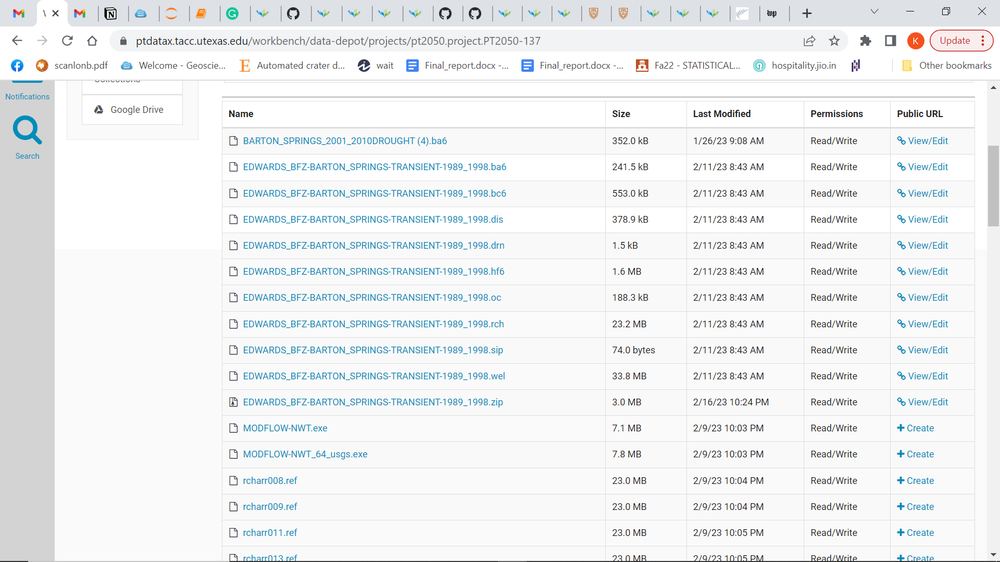 \
wp
ptdatax.tacc.utexas.edu/workbench/data-depot/projects/pt2050.project.PT2050-137
K
Update
scanlonb.pdf
Welcome - Geoscie...
Automated crater d...
wait
Final_report.docx -...
Final_report.docx -...
Fa22 - STATISTICAL...
hospitality.jio.in
Other bookmarks
Notifications
Search
Collections
Google Drive
Name Size Last Modified Permissions Public URL
BARTON_SPRINGS_2001_2010DROUGHT (4).ba6 352.0 kB 1/26/23 9:08 AM Read/Write View/Edit
EDWARDS_BFZ-BARTON_SPRINGS-TRANSIENT-1989_1998.ba6 241.5 kB 2/11/23 8:43 AM Read/Write View/Edit
EDWARDS_BFZ-BARTON_SPRINGS-TRANSIENT-1989_1998.bc6 553.0 kB 2/11/23 8:43 AM Read/Write View/Edit
EDWARDS_BFZ-BARTON_SPRINGS-TRANSIENT-1989_1998.dis 378.9 kB 2/11/23 8:43 AM Read/Write View/Edit
EDWARDS_BFZ-BARTON_SPRINGS-TRANSIENT-1989_1998.drn 1.5 kB 2/11/23 8:43 AM Read/Write View/Edit
EDWARDS_BFZ-BARTON_SPRINGS-TRANSIENT-1989_1998.hf6 1.6 MB 2/11/23 8:43 AM Read/Write View/Edit
EDWARDS_BFZ-BARTON_SPRINGS-TRANSIENT-1989_1998.oc 188.3 kB 2/11/23 8:43 AM Read/Write View/Edit
EDWARDS_BFZ-BARTON_SPRINGS-TRANSIENT-1989_1998.rch 23.2 MB 2/11/23 8:43 AM Read/Write View/Edit
EDWARDS_BFZ-BARTON_SPRINGS-TRANSIENT-1989_1998.sip 74.0 bytes 2/11/23 8:43 AM Read/Write View/Edit
EDWARDS_BFZ-BARTON_SPRINGS-TRANSIENT-1989_1998.wel 33.8 MB 2/11/23 8:43 AM Read/Write View/Edit
EDWARDS_BFZ-BARTON_SPRINGS-TRANSIENT-1989_1998.zip 3.0 MB 2/16/23 10:24 PM Read/Write View/Edit
MODFLOW-NWT.exe 7.1 MB 2/9/23 10:03 PM Read/Write Create
MODFLOW-NWT_64_usgs.exe 7.8 MB 2/9/23 10:03 PM Read/Write Create
rcharr008.ref 23.0 MB 2/9/23 10:04 PM Read/Write Create
rcharr009.ref 23.0 MB 2/9/23 10:04 PM Read/Write Create
rcharr011.ref 23.0 MB 2/9/23 10:05 PM Read/Write Create
rcharr013.ref 23.0 MB 2/9/23 10:05 PM Read/Write Create